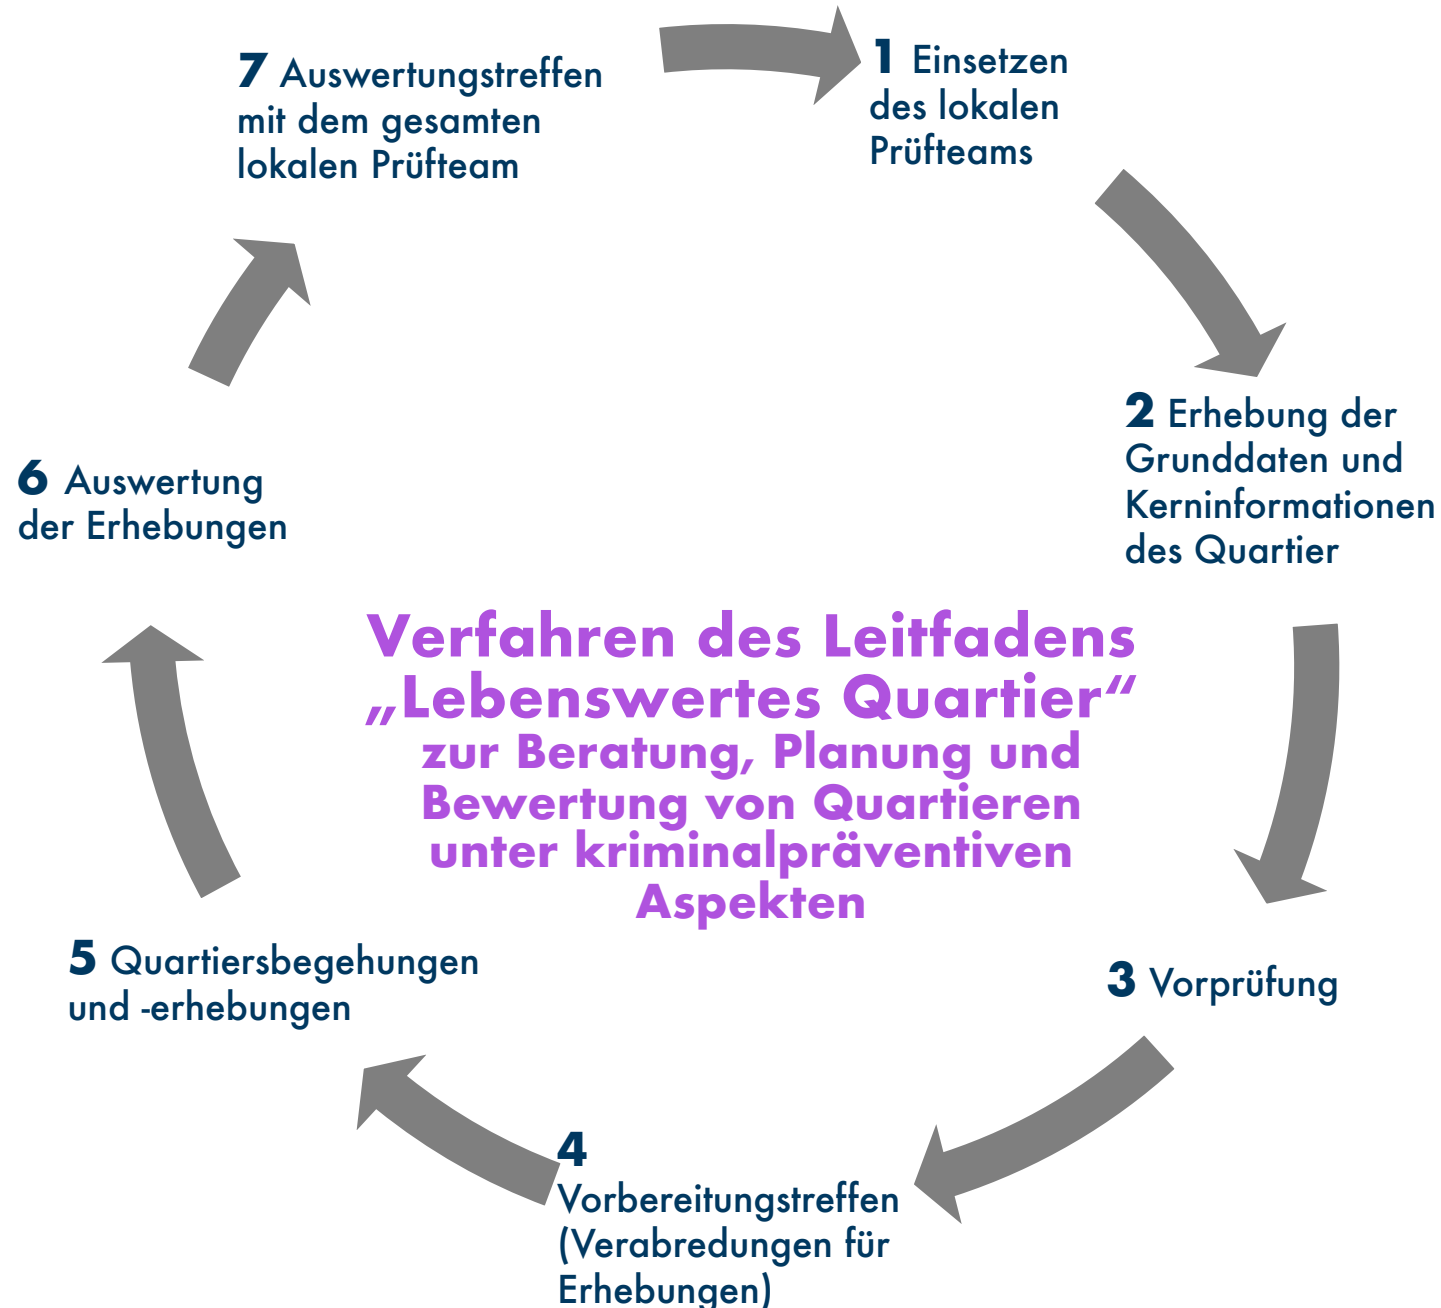 7 Auswertungstreffen
mit dem gesamten
lokalen Prüfteam
1 Einsetzen
des lokalen
Prüfteams
2 Erhebung der
Grunddaten und
Kerninformationen
des Quartier
3 Vorprüfung
4
Vorbereitungstreffen
(Verabredungen für
Erhebungen)
5 Quartiersbegehungen
und -erhebungen
6 Auswertung
der Erhebungen
Verfahren des Leitfadens
„Lebenswertes Quartier“
zur Beratung, Planung und
Bewertung von Quartieren
unter kriminalpräventiven
Aspekten